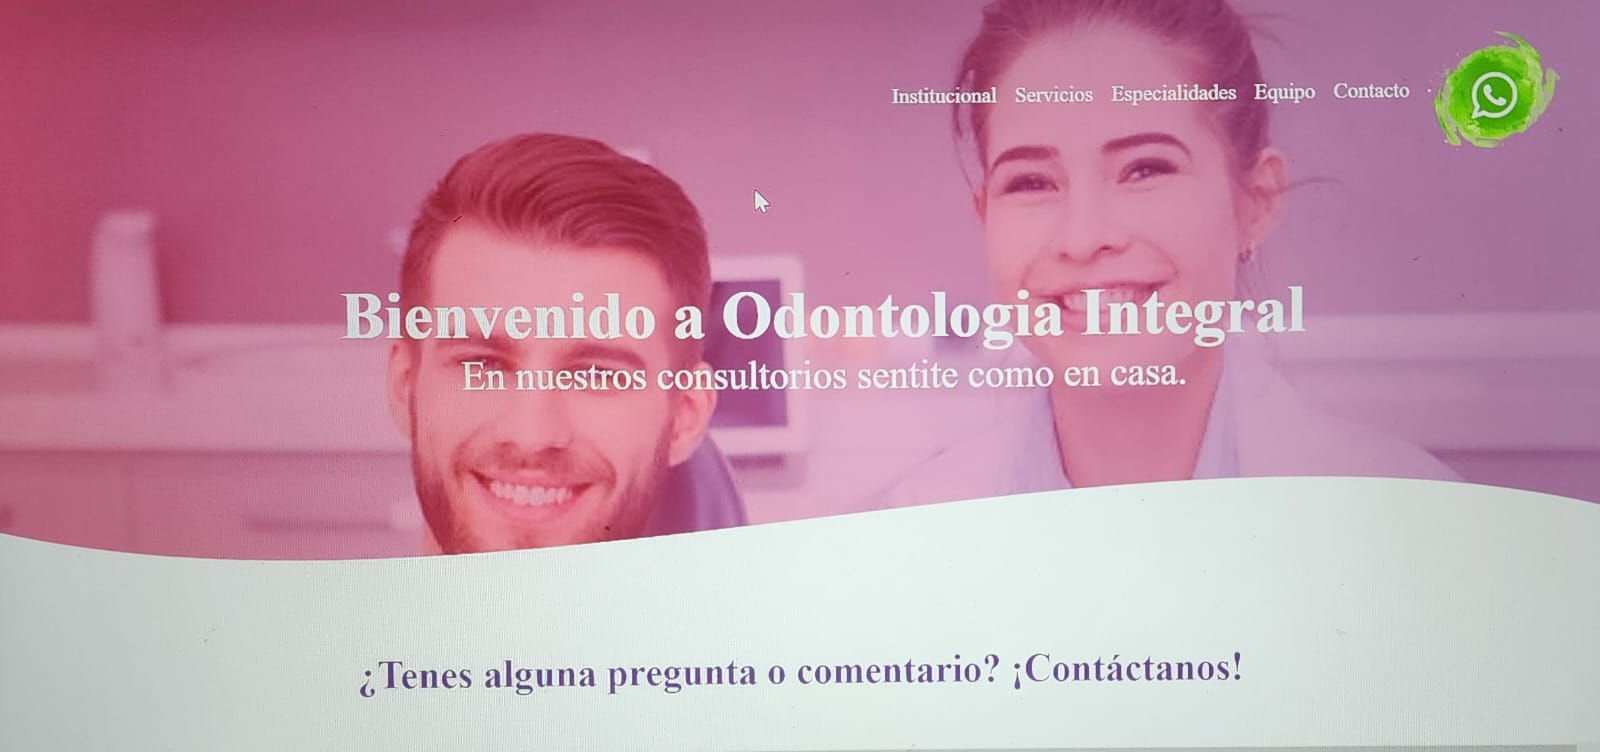 Institucional Servicios Especialidades Equipo Contacto
Bienvenido a Odontologia Integral
En nuestros consultorios sentite como en casa.
¿Tenes alguna pregunta o comentario? ¡Contáctanos!